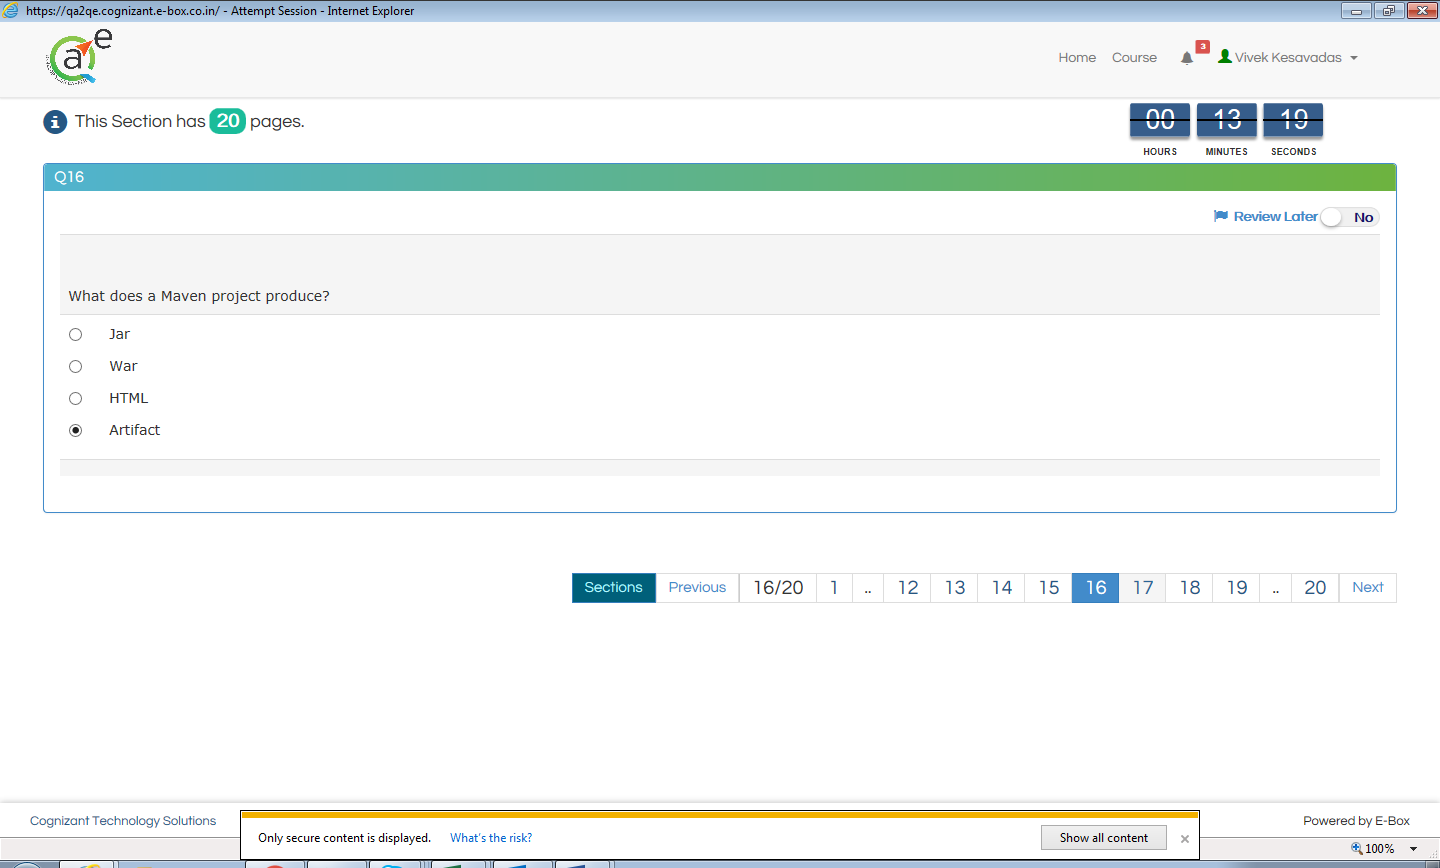 https://qa2qe.cognizant.e-box.co.in/ - Attempt Session - Internet Explorer
a e
Home Course 3 Vivek Kesavadas
This Section has 20 pages.
00 13 19
HOURS MINUTES SECONDS
Q16
Review Later No
What does a Maven project produce?
Jar
War
HTML
Artifact
Sections Previous 16/20 1 .. 12 13 14 15 16 17 18 19 .. 20 Next
Cognizant Technology Solutions Powered by E-Box
Only secure content is displayed. What's the risk? Show all content
100%